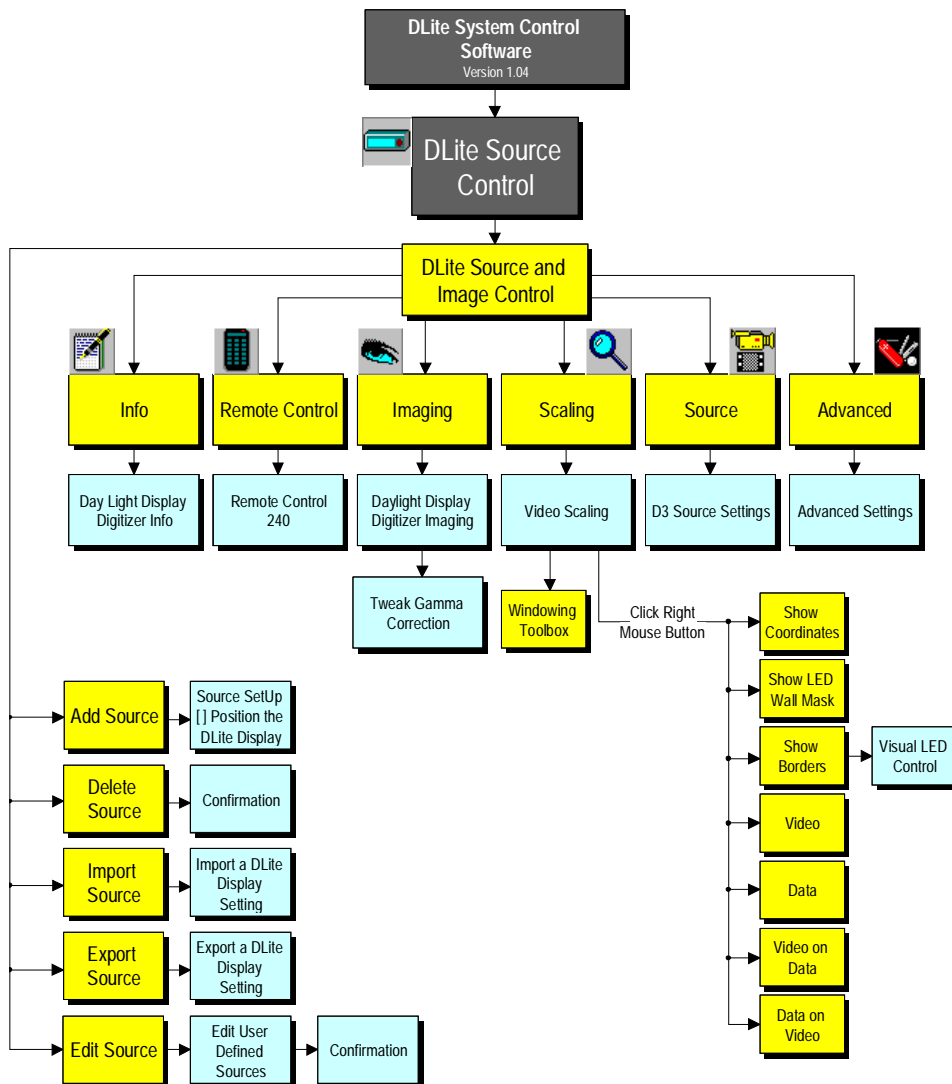 DLite System Control
Software
Version 1.04
DLite Source
Control
DLite Source and
Image Control
Info
Remote Control
Imaging
Scaling
Source
Advanced
Day Light Display
Digitizer Info
Remote Control
240
Daylight Display
Digitizer Imaging
Video Scaling
D3 Source Settings
Advanced Settings
Tweak Gamma
Correction
Windowing
Toolbox
Click Right
Mouse Button
Show
Coordinates
Show LED
Wall Mask
Show
Borders
Visual LED
Control
Video
Data
Video on
Data
Data on
Video
Add Source
Source SetUp
[ ] Position the
DLite Display
Delete
Source
Confirmation
Import
Source
Import a DLite
Display
Setting
Export
Source
Export a DLite
Display
Setting
Edit Source
Edit User
Defined
Sources
Confirmation